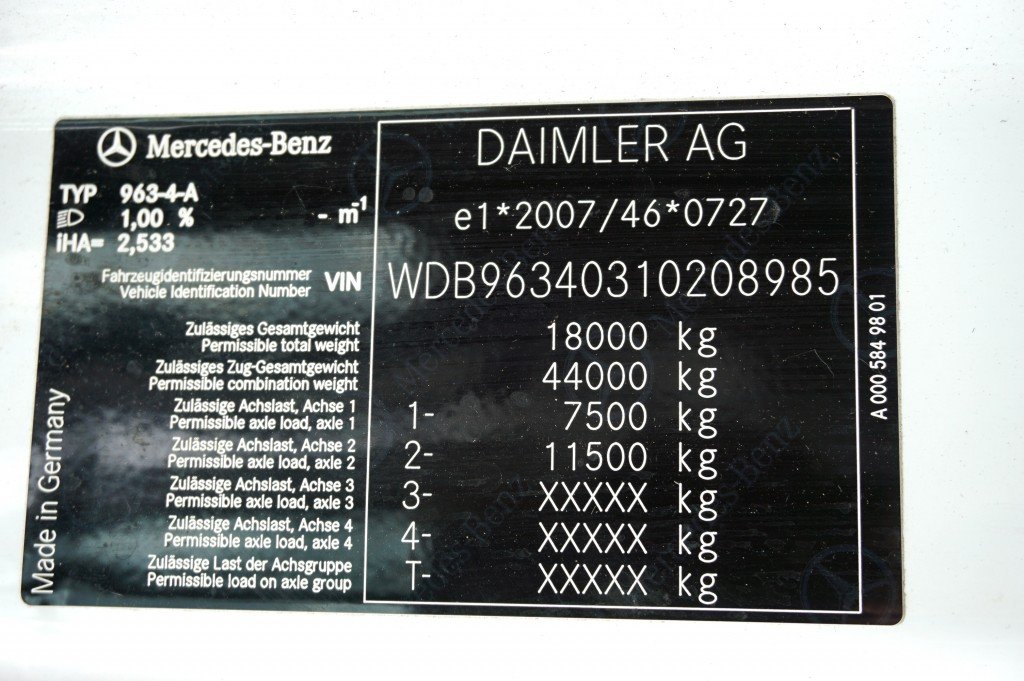 Mercedes-Benz
DAIMLER AG
TYP 963-4-A
1,00 % - m-1
e1*2007/46*0727
iHA= 2,533
Fahrzeugidentifizierungsnummer
Vehicle Identification Number VIN WDB96340310208985
Zulässiges Gesamtgewicht
Permissible total weight 18000 kg
Zulässiges Zug-Gesamtgewicht
Permissible combination weight 44000 kg
Zulässige Achslast, Achse 1
Permissible axle load, axle 1 1- 7500 kg
Zulässige Achslast, Achse 2
Permissible axle load, axle 2 2- 11500 kg
Zulässige Achslast, Achse 3
Permissible axle load, axle 3 3- XXXXX kg
Zulässige Achslast, Achse 4
Permissible axle load, axle 4 4- XXXXX kg
Zulässige Last der Achsgruppe
Permissible load on axle group T- XXXXX kg
Made in Germany
A 000 584 98 01